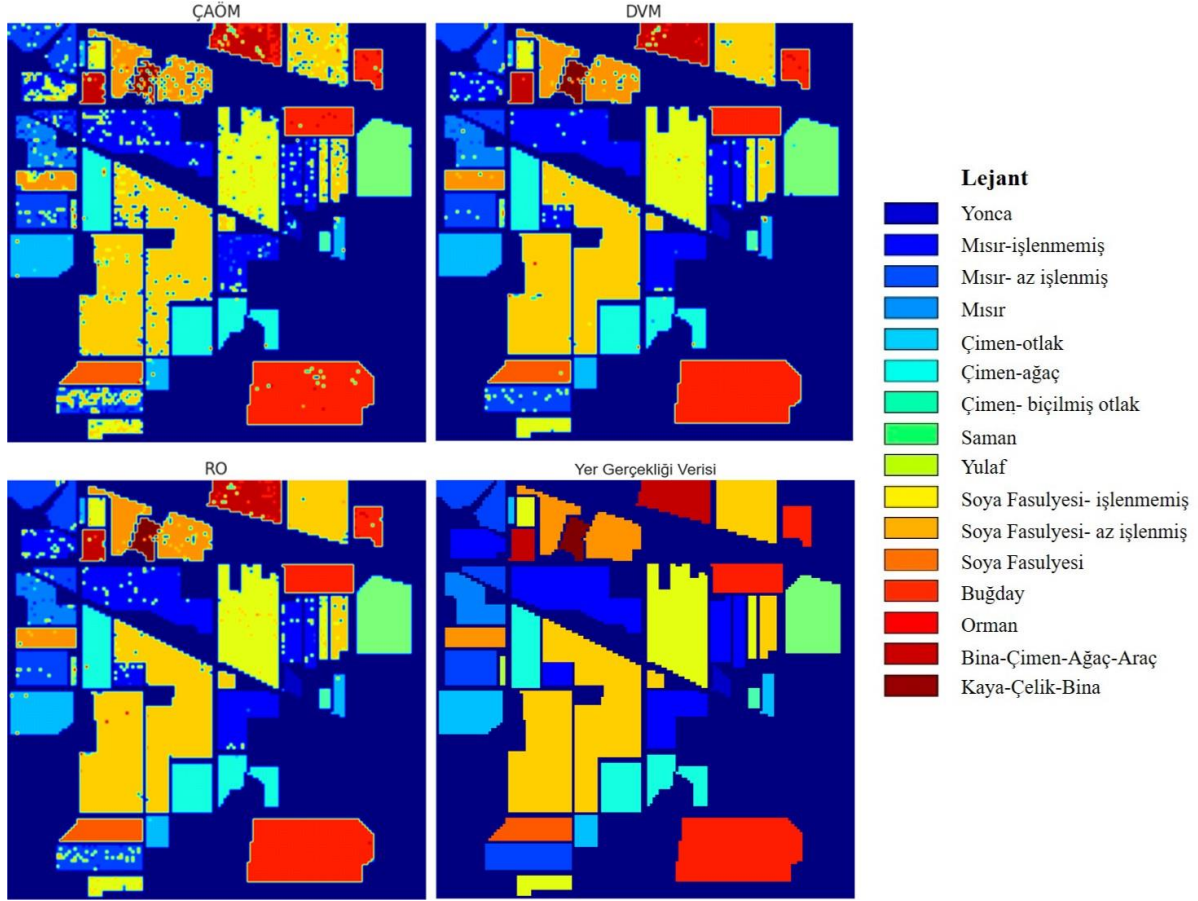 ÇAÖM
DVM
RO
Yer Gerçekliği Verisi
Lejant
Yonca
Mısır-işlenmemiş
Mısır- az işlenmiş
Mısır
Çimen-otlak
Çimen-ağaç
Çimen- biçilmiş otlak
Saman
Yulaf
Soya Fasulyesi- işlenmemiş
Soya Fasulyesi- az işlenmiş
Soya Fasulyesi
Buğday
Orman
Bina-Çimen-Ağaç-Araç
Kaya-Çelik-Bina